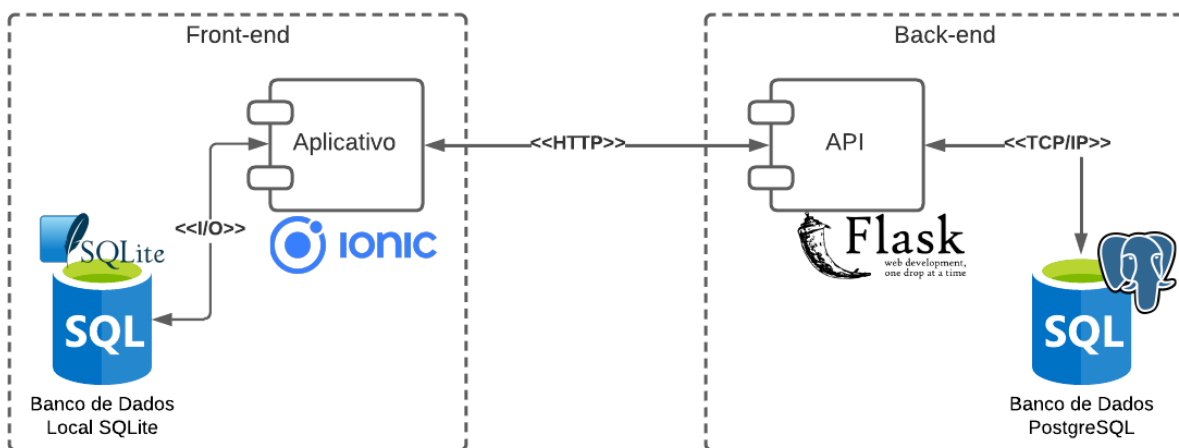 Front-end
Aplicativo
<<I/O>>
SQLite
IONIC
SQL
Banco de Dados
Local SQLite
<<HTTP>>
Back-end
API
<<TCP/IP>>
Flask
web development,
one drop at a time
SQL
Banco de Dados
PostgreSQL